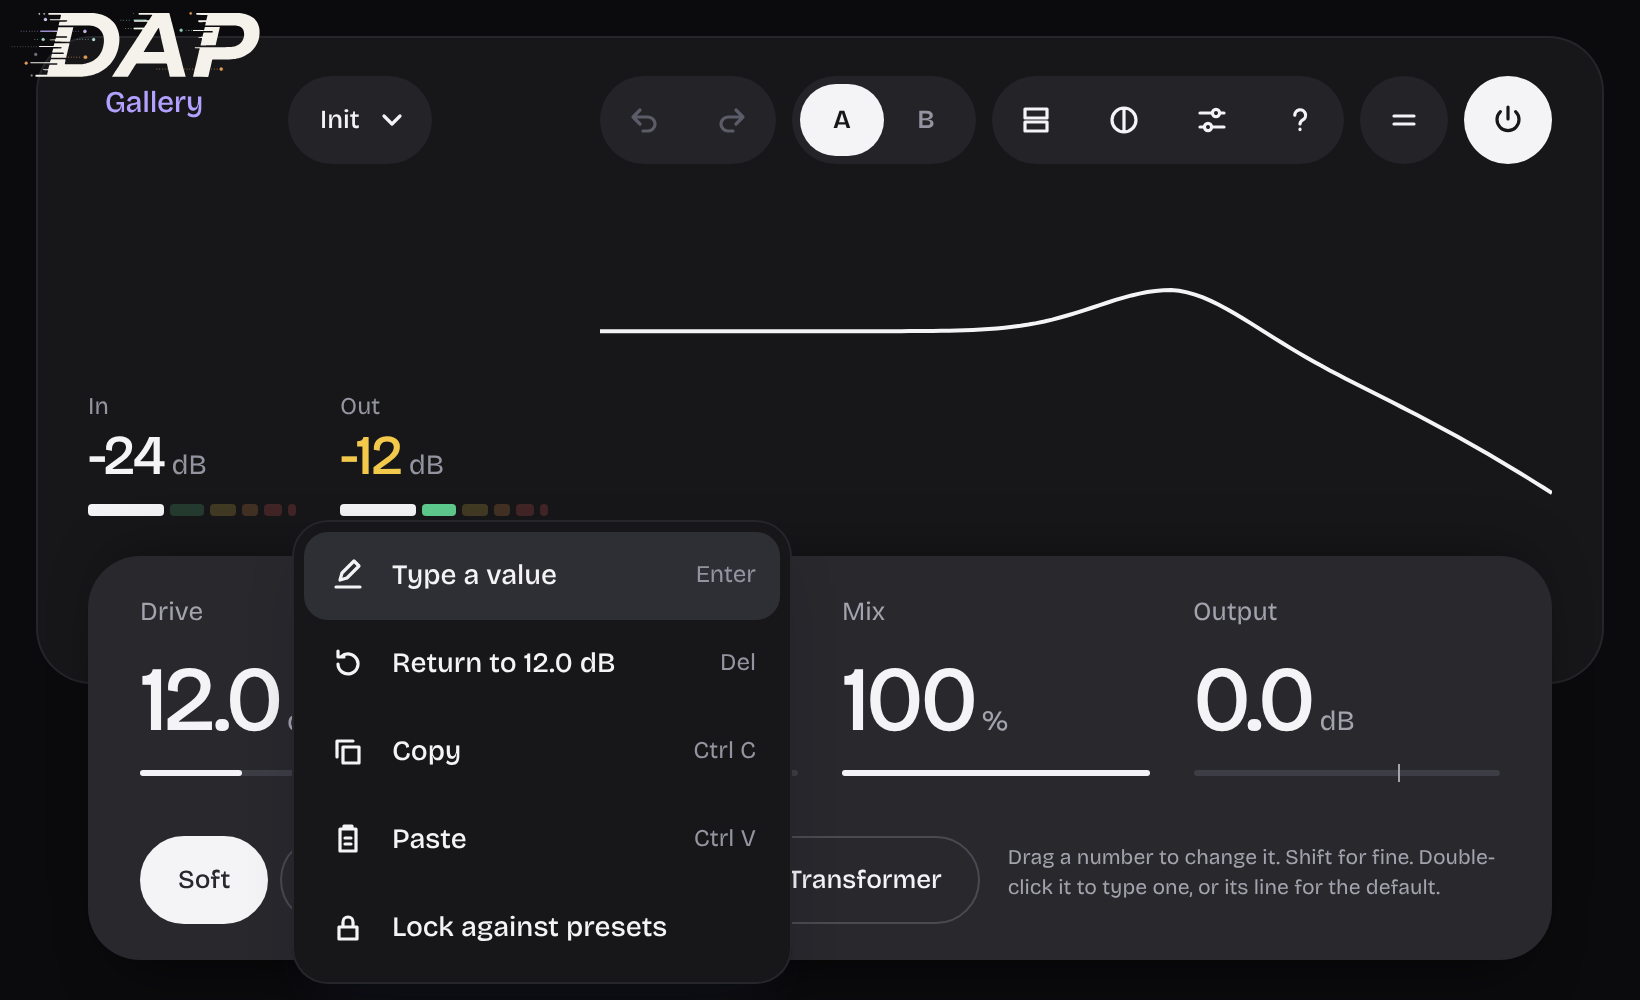 DAP
Gallery
Init
A
B
?
In
-24 dB
Out
-12 dB
Type a value
Enter
Return to 12.0 dB
Del
Copy
Ctrl C
Paste
Ctrl V
Lock against presets
Drive
12.0
Mix
100 %
Output
0.0 dB
Soft
Transformer
Drag a number to change it. Shift for fine. Double-
click it to type one, or its line for the default.